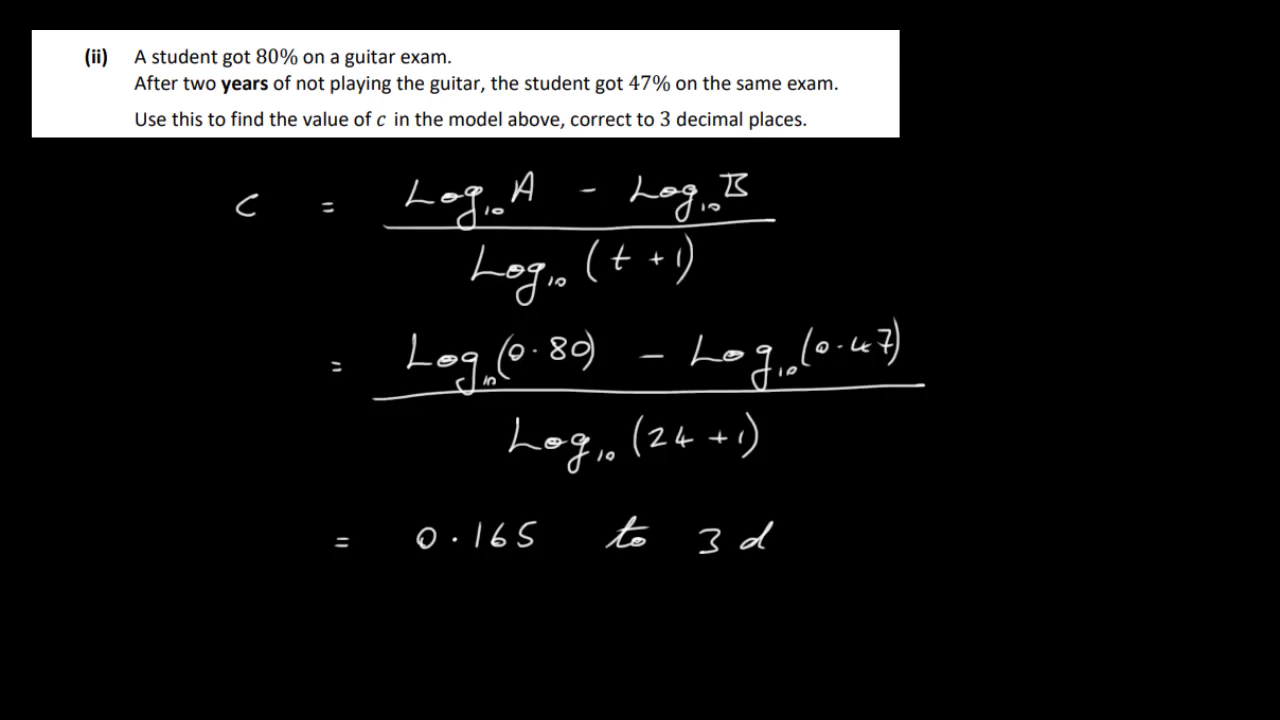 (ii) A student got 80% on a guitar exam.
After two years of not playing the guitar, the student got 47% on the same exam.
Use this to find the value of c in the model above, correct to 3 decimal places.
C = Log₁₀ A - Log₁₀ B
Log₁₀ (t + 1)
= Log₁₀ (0.80) - Log₁₀ (0.47)
Log₁₀ (24 + 1)
= 0.165 to 3 d